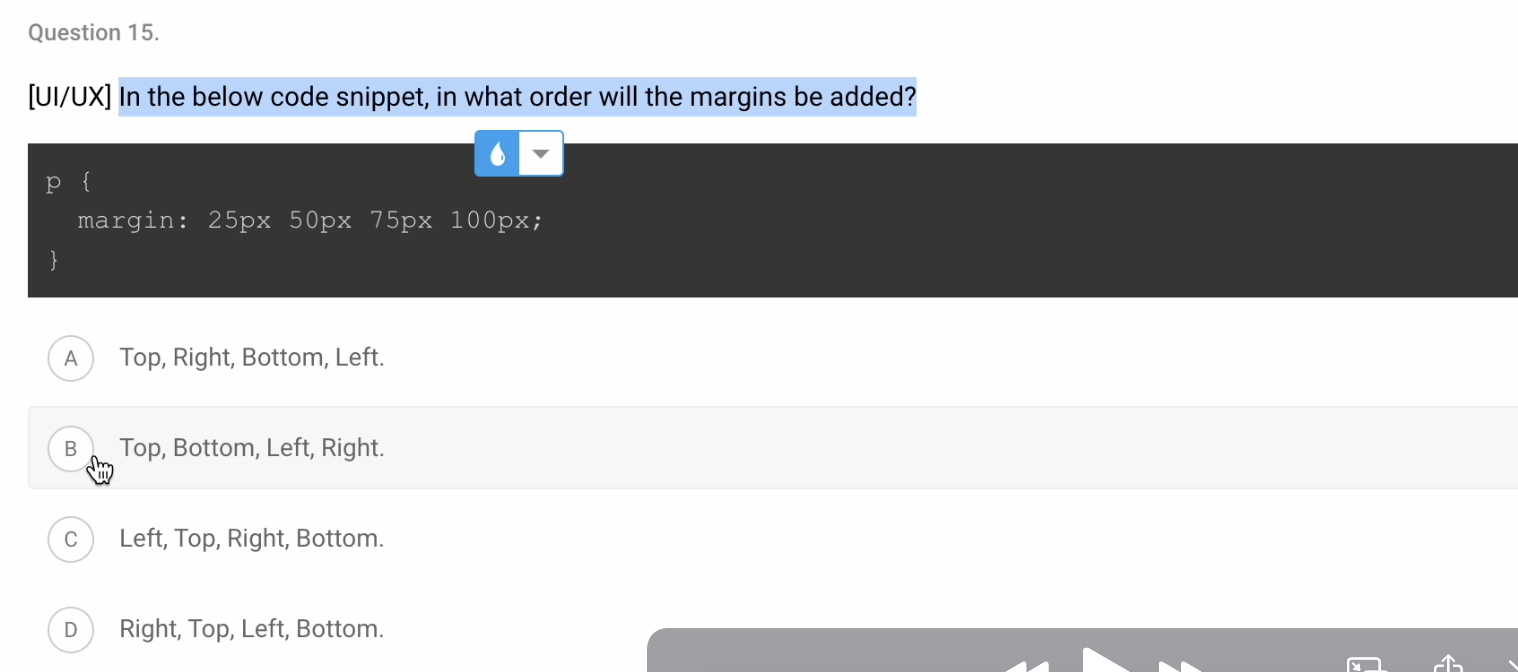 Question 15.
[UI/UX] In the below code snippet, in what order will the margins be added?
p {
  margin: 25px 50px 75px 100px;
}
A Top, Right, Bottom, Left.
B Top, Bottom, Left, Right.
C Left, Top, Right, Bottom.
D Right, Top, Left, Bottom.